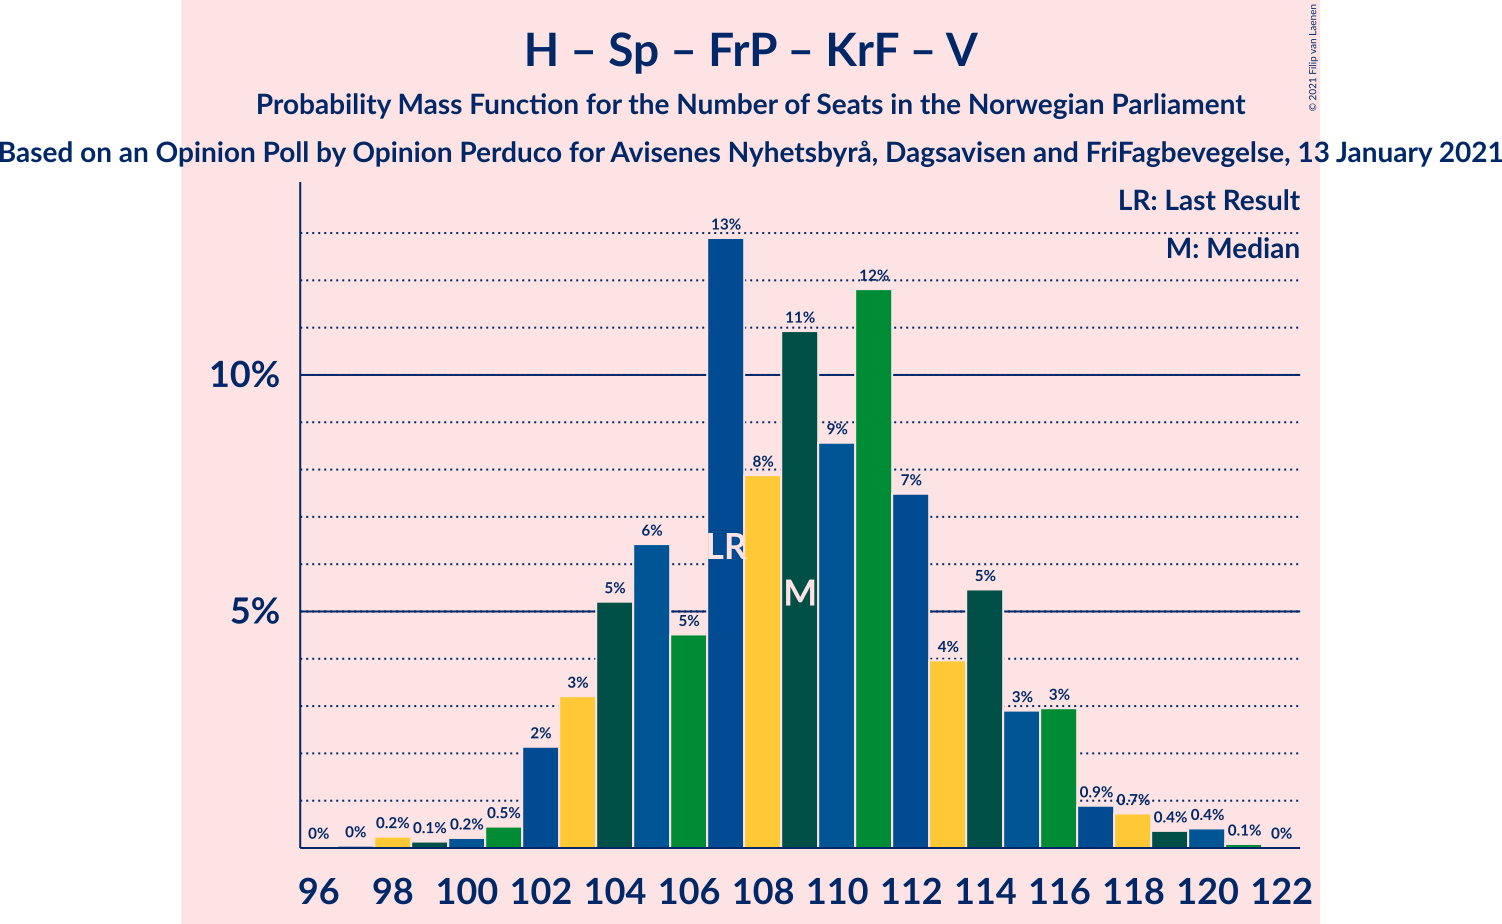 H – Sp – FrP – KrF – V
Probability Mass Function for the Number of Seats in the Norwegian Parliament
Based on an Opinion Poll by Opinion Perduco for Avisenes Nyhetsbyrå, Dagsavisen and FriFagbevegelse, 13 January 2021
© 2021 Filip van Laenen
LR: Last Result
M: Median
10%
5%
0% 0% 0.2% 0.1% 0.2% 0.5% 2% 3% 5% 6% 5% 13% 8% 11% 9% 12% 7% 4% 5% 3% 3% 0.9% 0.7% 0.4% 0.4% 0.1% 0%
LR
M
96 98 100 102 104 106 108 110 112 114 116 118 120 122